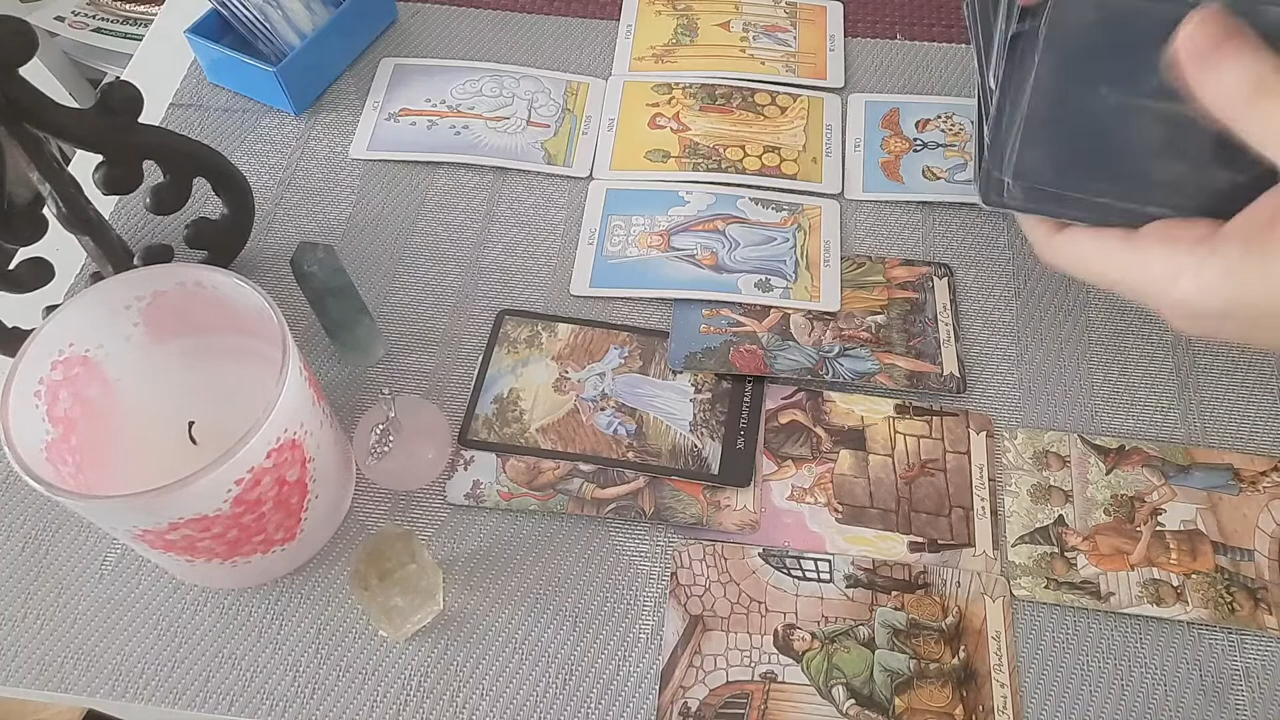 FOUR
WANDS
ACE
WANDS
NINE
PENTACLES
TWO
KING
SWORDS
Three of Cups
XIV • TEMPERANCE
Two of Wands
Four of Pentacles